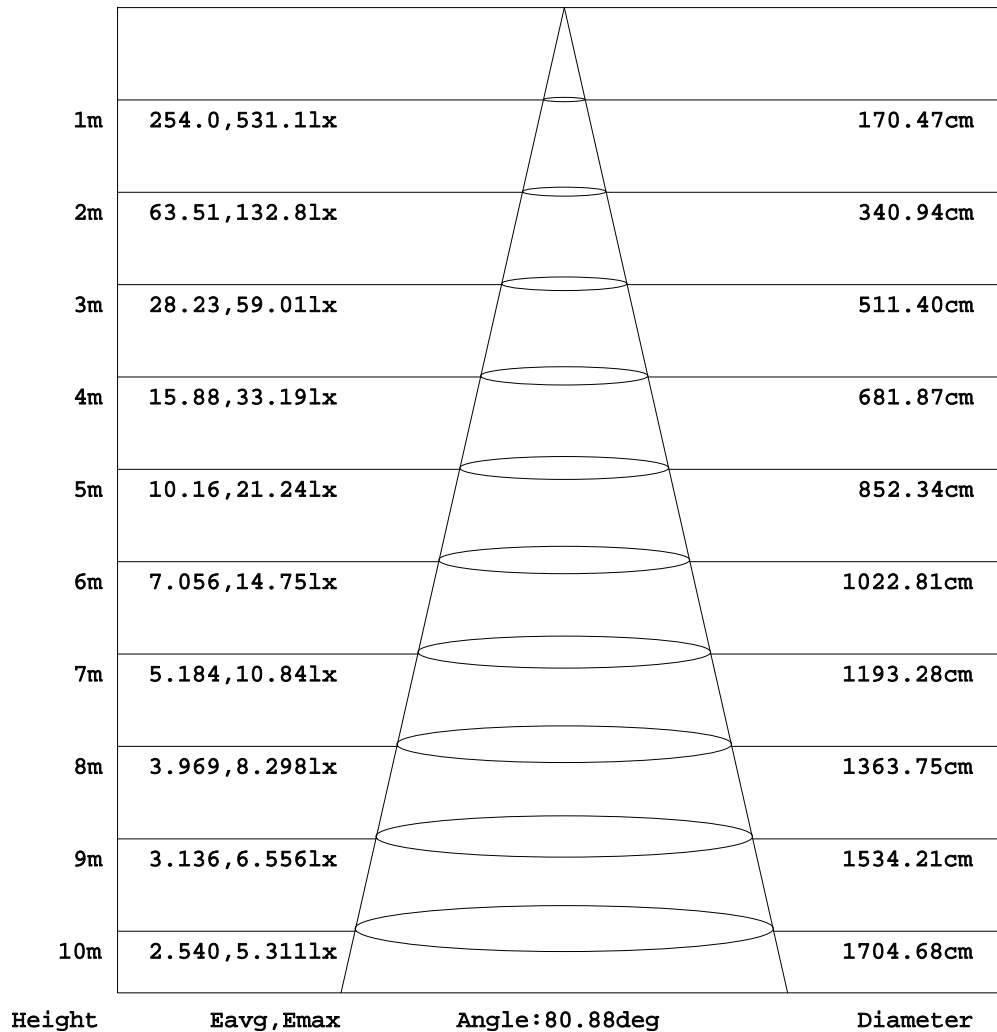 1m 254.0,531.1lx 170.47cm
2m 63.51,132.8lx 340.94cm
3m 28.23,59.01lx 511.40cm
4m 15.88,33.19lx 681.87cm
5m 10.16,21.24lx 852.34cm
6m 7.056,14.75lx 1022.81cm
7m 5.184,10.84lx 1193.28cm
8m 3.969,8.298lx 1363.75cm
9m 3.136,6.556lx 1534.21cm
10m 2.540,5.311lx 1704.68cm
Height Eavg,Emax Angle:80.88deg Diameter